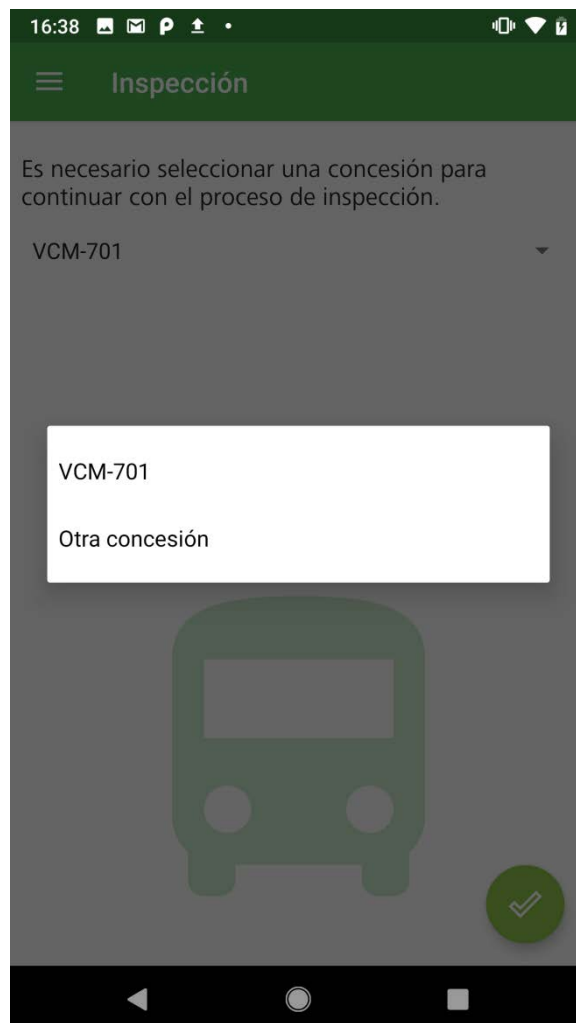 16:38
Inspección
Es necesario seleccionar una concesión para
continuar con el proceso de inspección.
VCM-701
VCM-701
Otra concesión